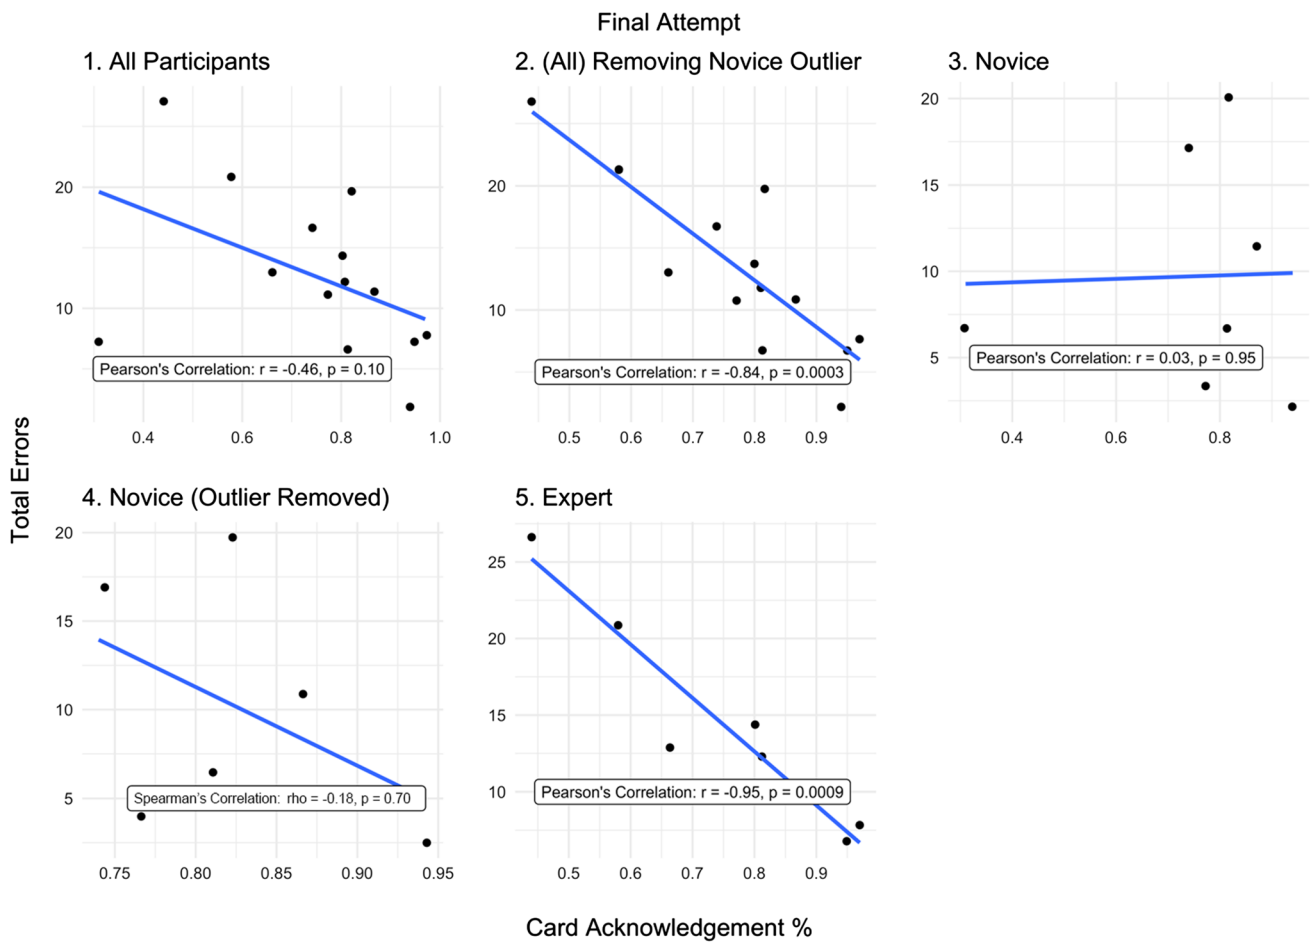 Final Attempt
1. All Participants
2. (All) Removing Novice Outlier
3. Novice
20
10
Pearson's Correlation: r = -0.46, p = 0.10
0.4 0.6 0.8 1.0
20
10
Pearson's Correlation: r = -0.84, p = 0.0003
0.5 0.6 0.7 0.8 0.9
20
15
10
5
Pearson's Correlation: r = 0.03, p = 0.95
0.4 0.6 0.8
Total Errors
4. Novice (Outlier Removed)
5. Expert
20
15
10
5
Spearman's Correlation: rho = -0.18, p = 0.70
0.75 0.80 0.85 0.90 0.95
25
20
15
10
Pearson's Correlation: r = -0.95, p = 0.0009
0.5 0.6 0.7 0.8 0.9
Card Acknowledgement %